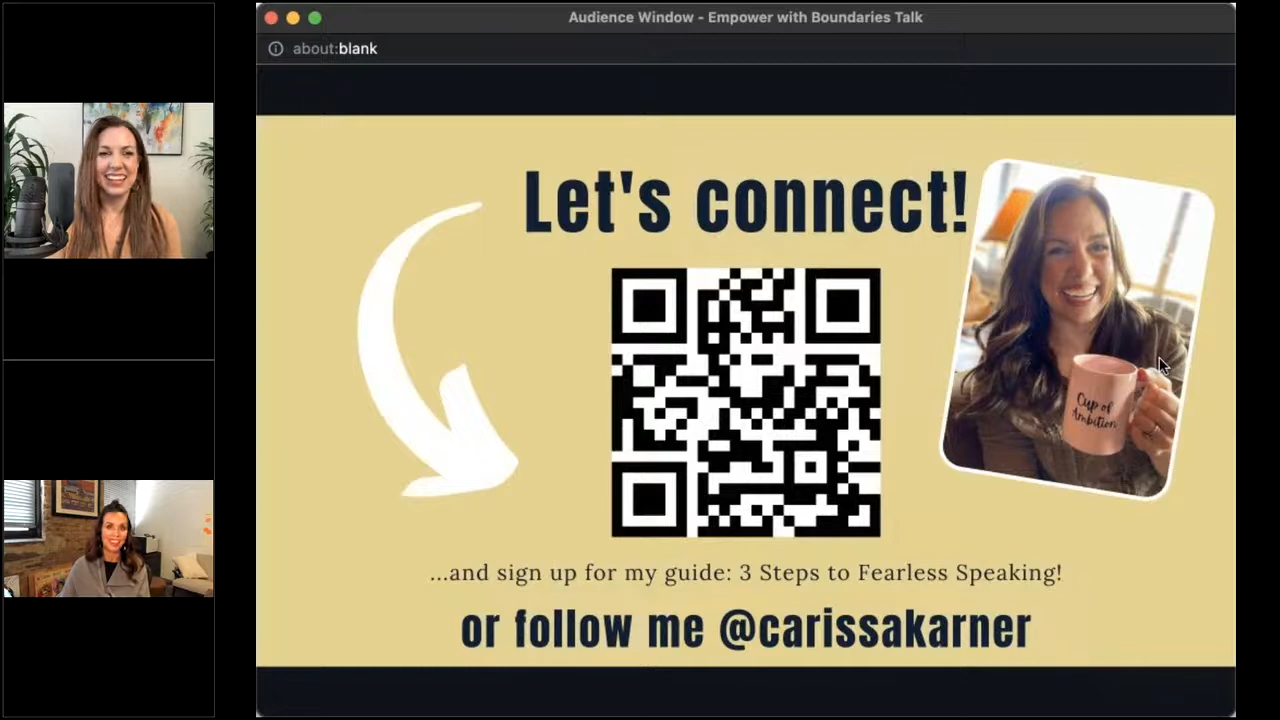 Audience Window - Empower with Boundaries Talk
about:blank
Let's connect!
Cup of
Ambition
...and sign up for my guide: 3 Steps to Fearless Speaking!
or follow me @carissakarner